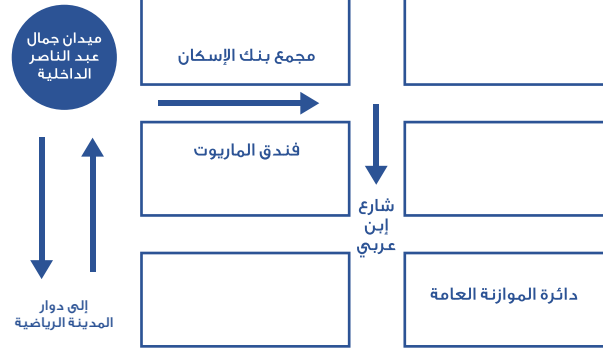 ميدان جمال
عبد الناصر
الداخلية
مجمع بنك الإسكان
فندق الماريوت
شارع
إبن
عربي
دائرة الموازنة العامة
إلى دوار
المدينة الرياضية